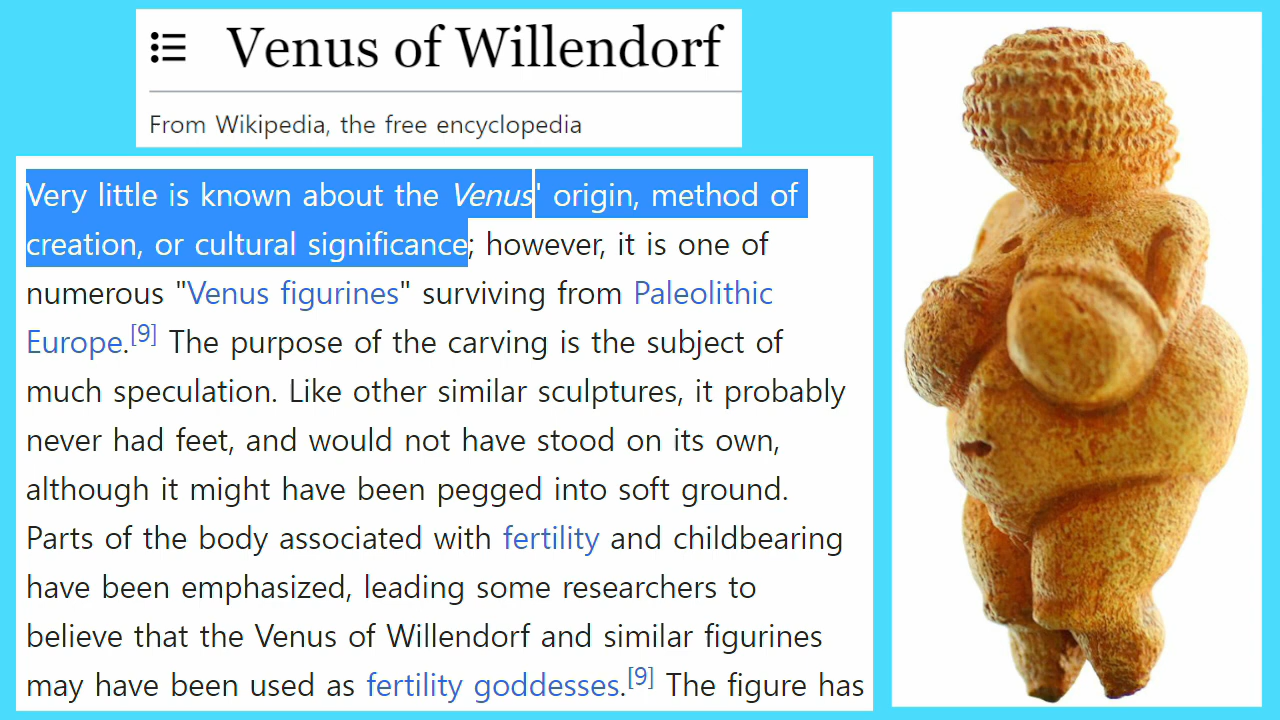 Venus of Willendorf
From Wikipedia, the free encyclopedia
Very little is known about the Venus' origin, method of
creation, or cultural significance; however, it is one of
numerous "Venus figurines" surviving from Paleolithic
Europe.[9] The purpose of the carving is the subject of
much speculation. Like other similar sculptures, it probably
never had feet, and would not have stood on its own,
although it might have been pegged into soft ground.
Parts of the body associated with fertility and childbearing
have been emphasized, leading some researchers to
believe that the Venus of Willendorf and similar figurines
may have been used as fertility goddesses.[9] The figure has